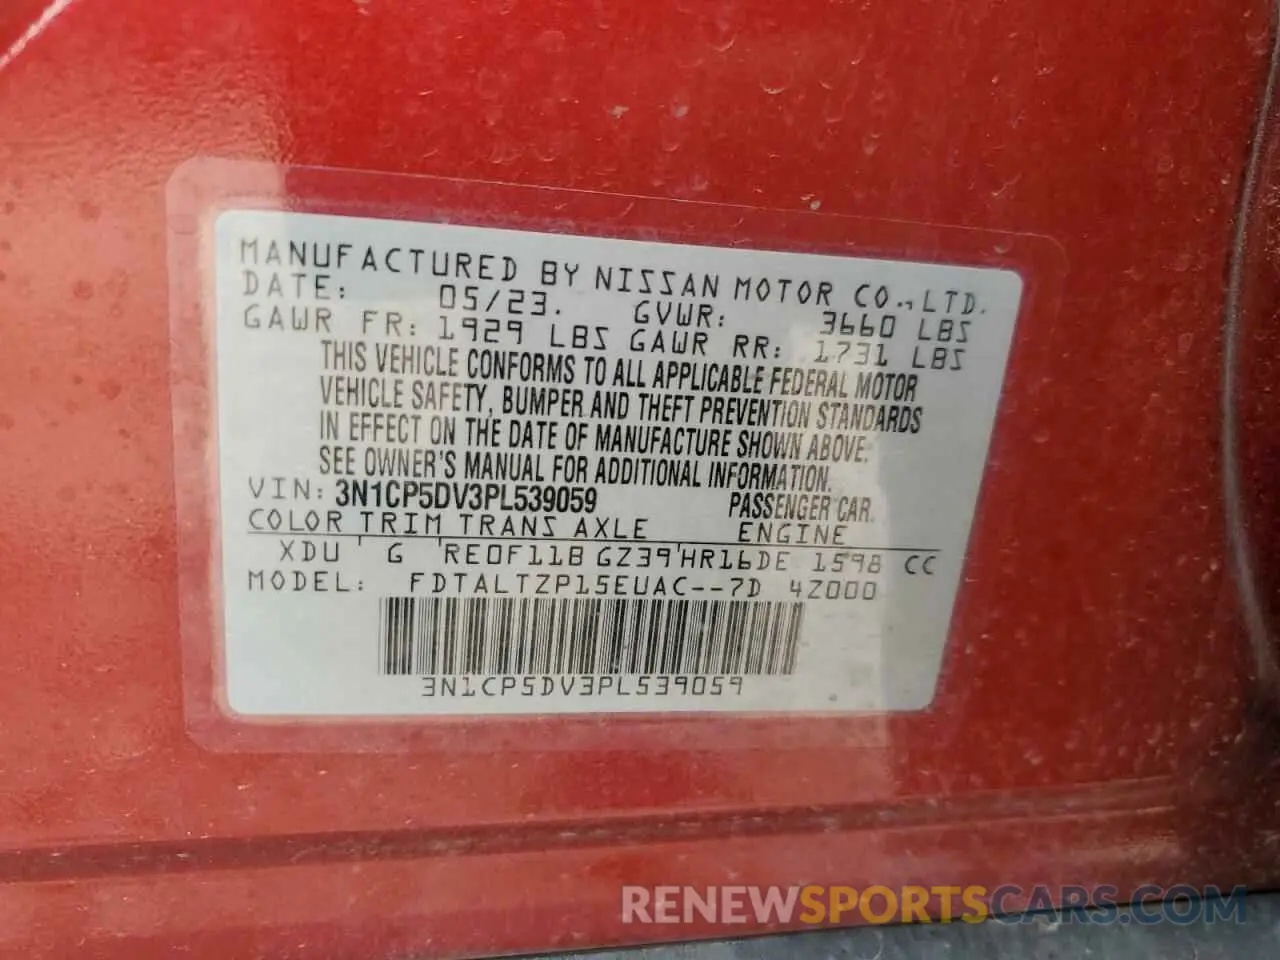 MANUFACTURED BY NISSAN MOTOR CO., LTD.
DATE: 05/23. GVWR: 3660 LBS
GAWR FR: 1929 LBS GAWR RR: 1731 LBS
THIS VEHICLE CONFORMS TO ALL APPLICABLE FEDERAL MOTOR
VEHICLE SAFETY, BUMPER AND THEFT PREVENTION STANDARDS
IN EFFECT ON THE DATE OF MANUFACTURE SHOWN ABOVE.
SEE OWNER'S MANUAL FOR ADDITIONAL INFORMATION.
VIN: 3N1CP5DV3PL539059 PASSENGER CAR.
COLOR TRIM TRANS AXLE ENGINE
XDU G RE0F11B GZ39 HR16DE 1598 CC
MODEL: FDTALTZP15EUAC--7D 4Z000
3N1CP5DV3PL539059
RENEWSPORTSCARS.COM